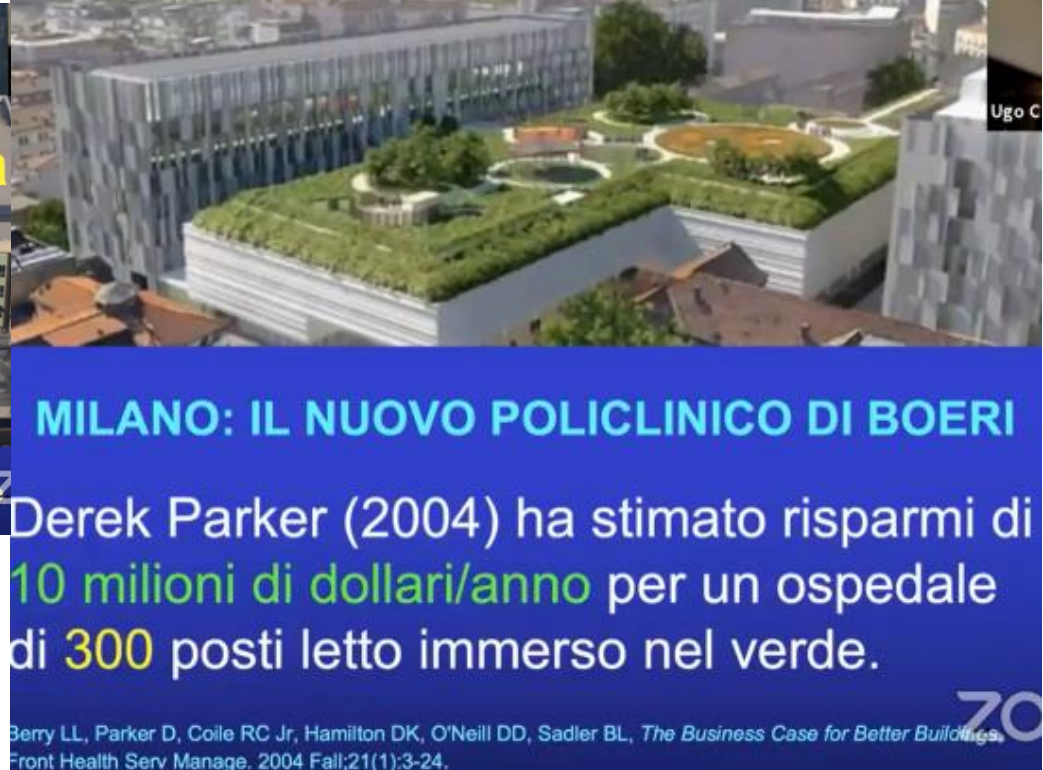 Ugo C
MILANO: IL NUOVO POLICLINICO DI BOERI
Derek Parker (2004) ha stimato risparmi di
10 milioni di dollari/anno per un ospedale
di 300 posti letto immerso nel verde.
Berry LL, Parker D, Coile RC Jr, Hamilton DK, O'Neill DD, Sadler BL, The Business Case for Better Buildings,
Front Health Serv Manage. 2004 Fall;21(1):3-24.
ZO